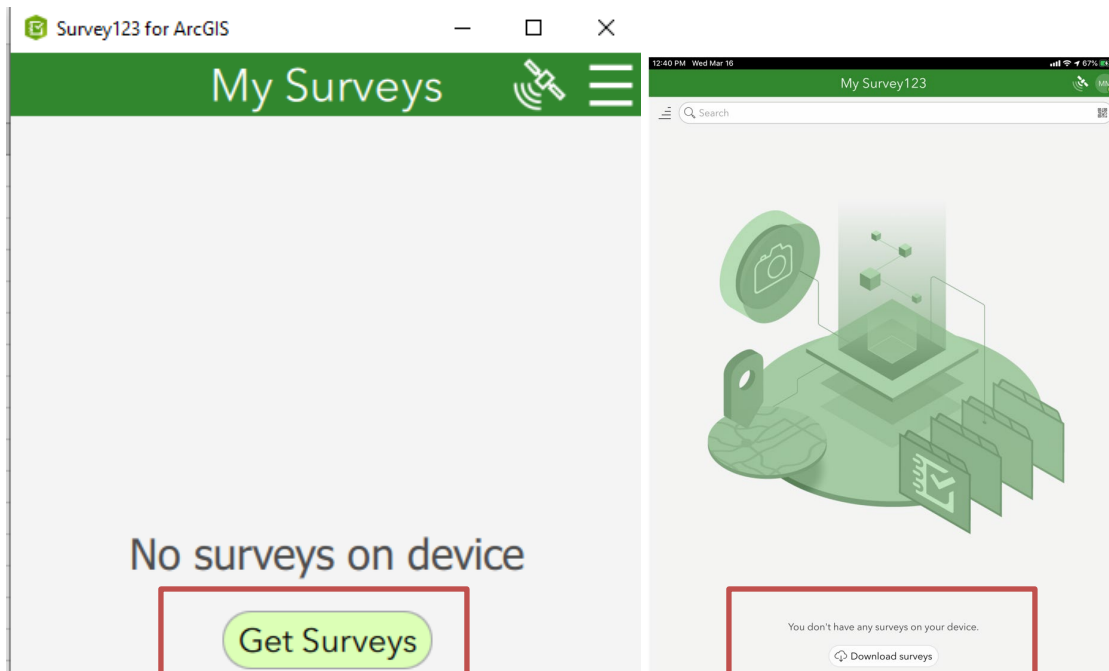 Survey123 for ArcGIS
My Surveys
No surveys on device
Get Surveys
12:40 PM Wed Mar 16
67%
My Survey123
MM
Search
You don't have any surveys on your device.
Download surveys